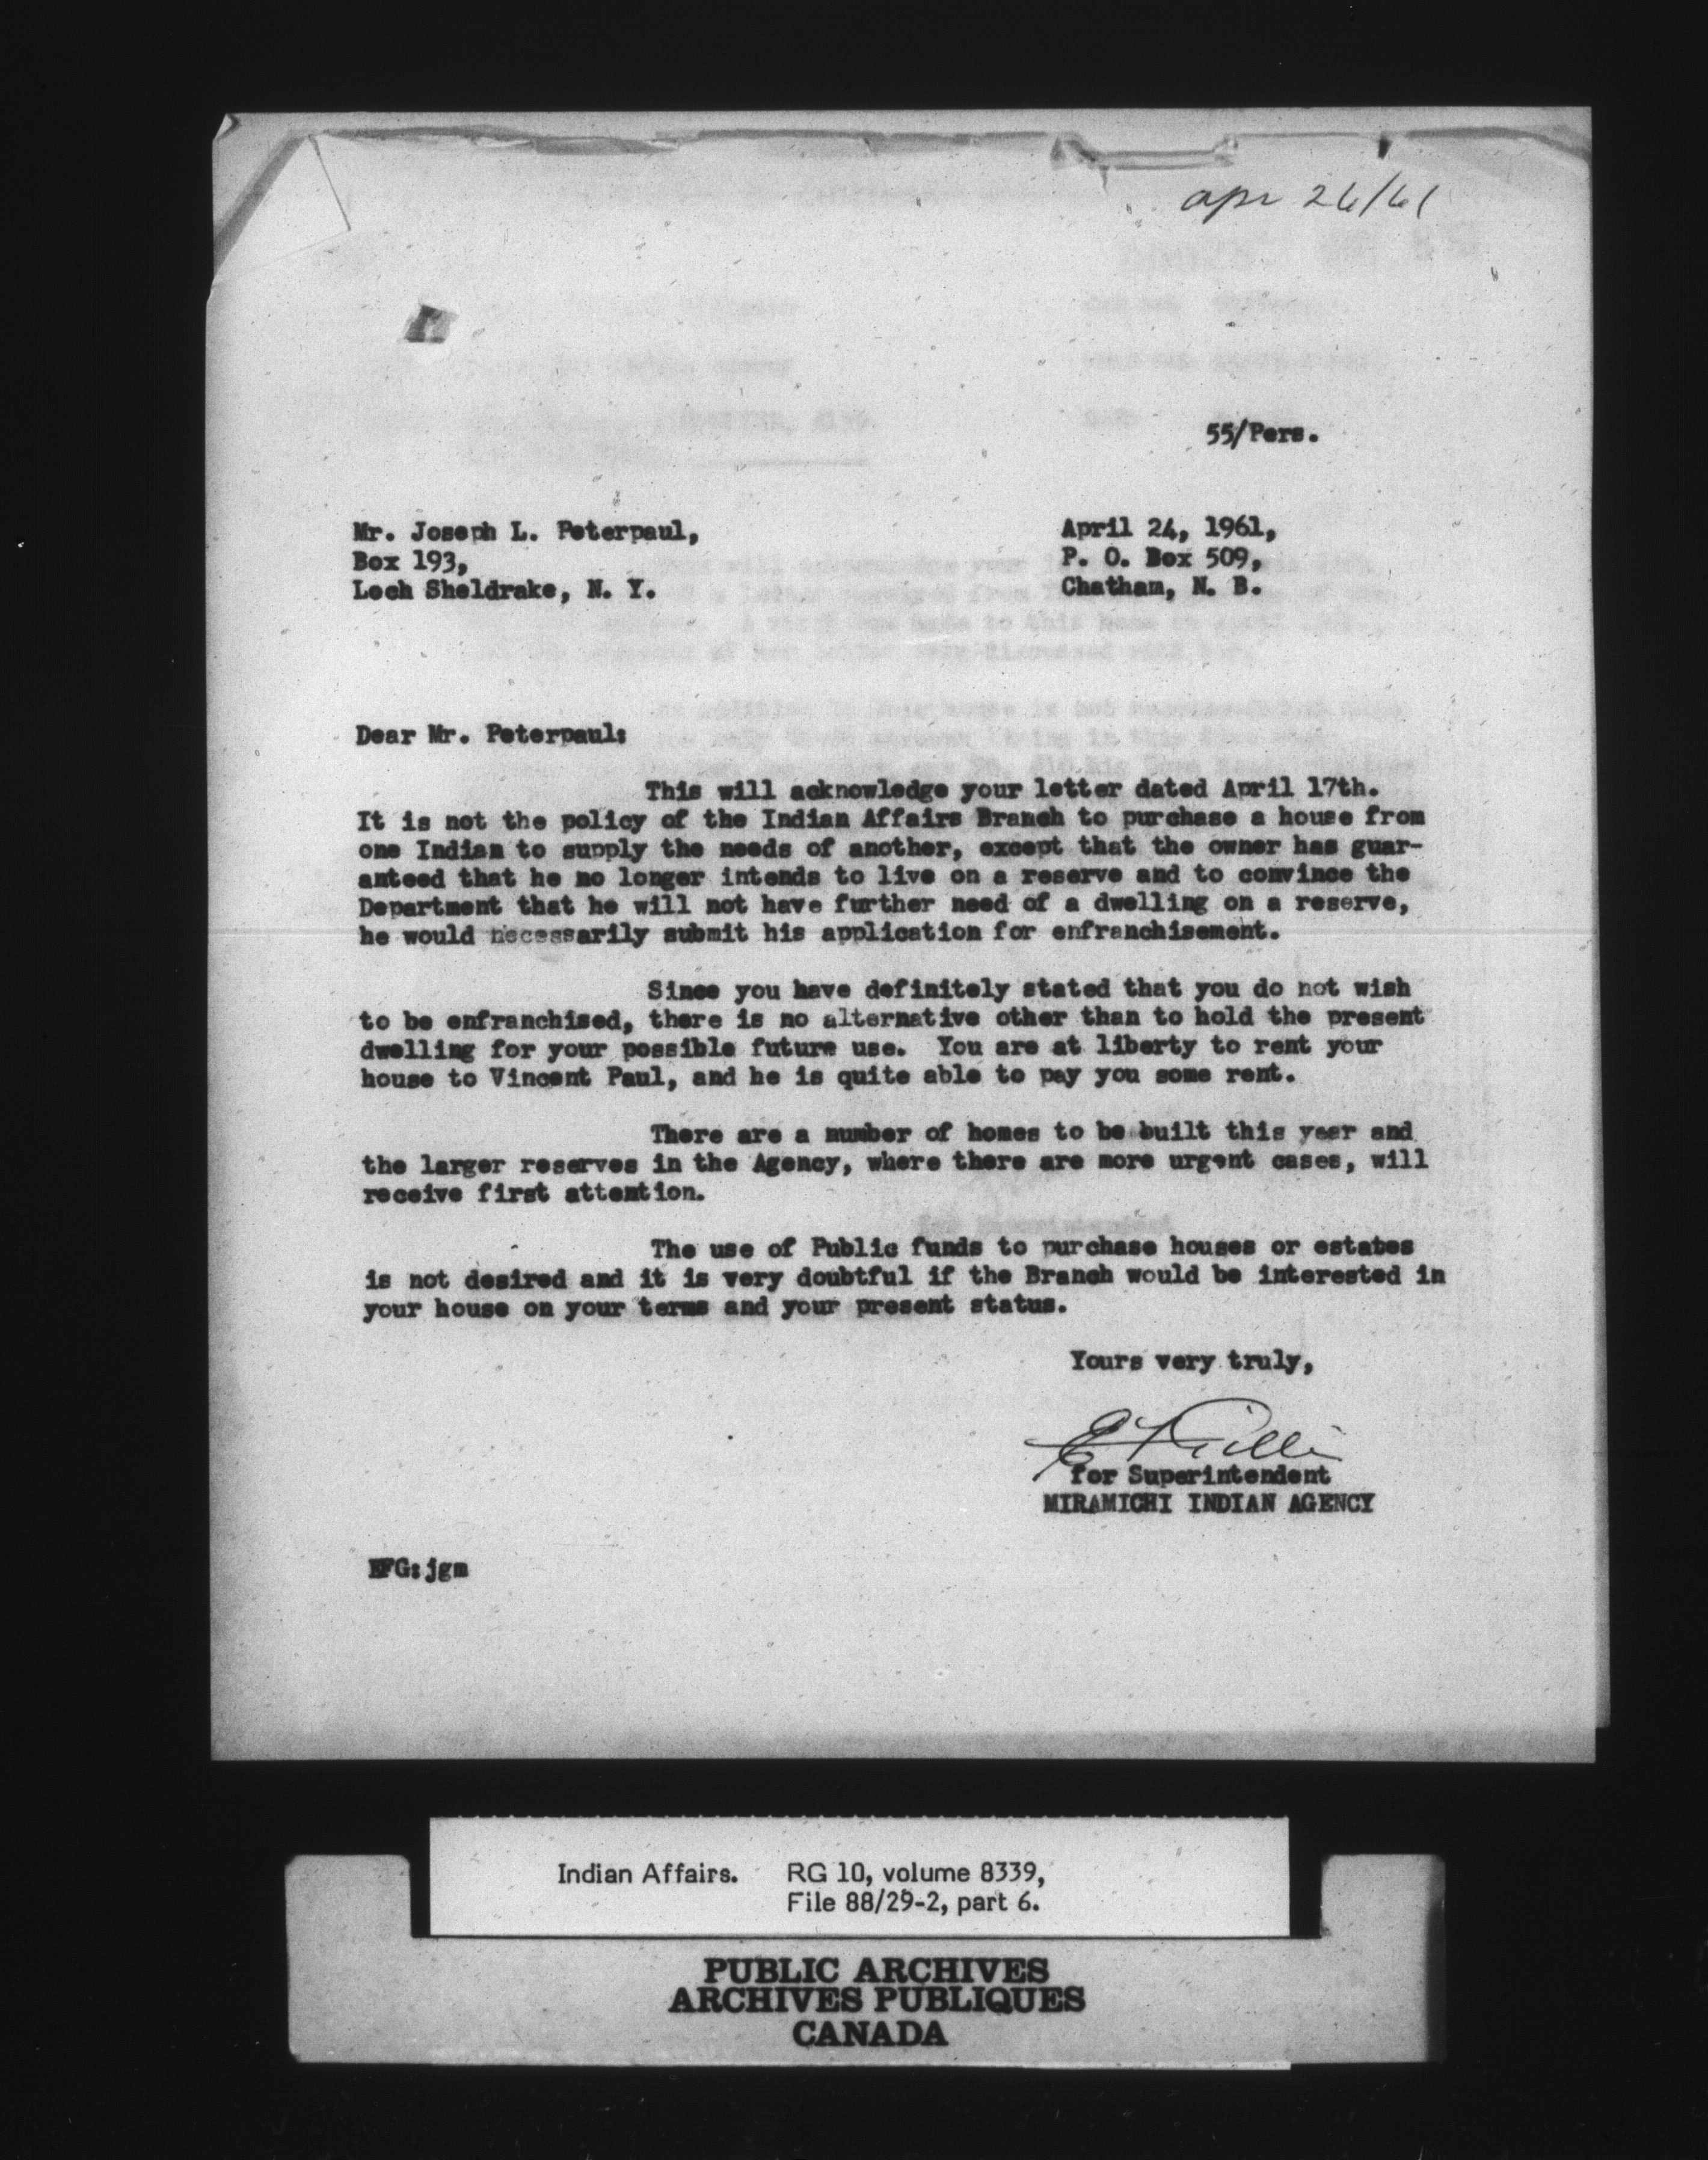 apr 26/61
55/Pers.
Mr. Joseph L. Peterpaul,
Box 193,
Loch Sheldrake, N. Y.
April 24, 1961,
P. O. Box 509,
Chatham, N. B.
Dear Mr. Peterpaul:
This will acknowledge your letter dated April 17th.
It is not the policy of the Indian Affairs Branch to purchase a house from
one Indian to supply the needs of another, except that the owner has guar-
anteed that he no longer intends to live on a reserve and to convince the
Department that he will not have further need of a dwelling on a reserve,
he would necessarily submit his application for enfranchisement.
Since you have definitely stated that you do not wish
to be enfranchised, there is no alternative other than to hold the present
dwelling for your possible future use. You are at liberty to rent your
house to Vincent Paul, and he is quite able to pay you some rent.
There are a number of homes to be built this year and
the larger reserves in the Agency, where there are more urgent cases, will
receive first attention.
The use of Public funds to purchase houses or estates
is not desired and it is very doubtful if the Branch would be interested in
your house on your terms and your present status.
Yours very truly,
for Superintendent
MIRAMICHI INDIAN AGENCY
EFG:jgm
Indian Affairs. RG 10, volume 8339,
File 88/29-2, part 6.
PUBLIC ARCHIVES
ARCHIVES PUBLIQUES
CANADA